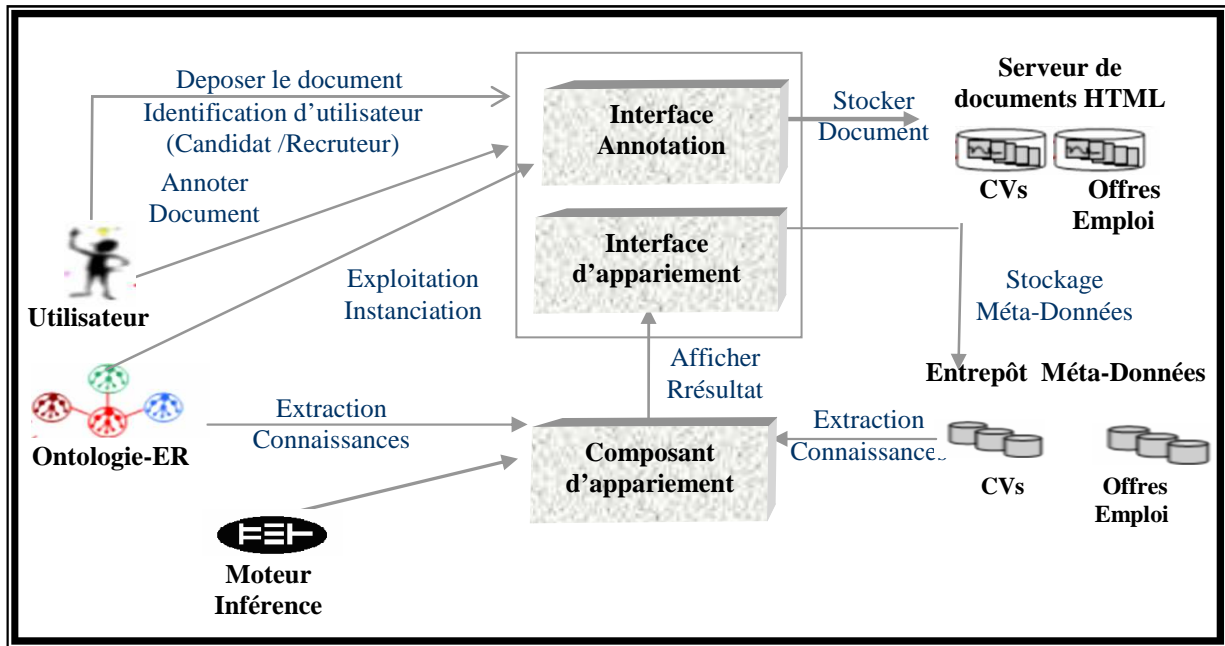 Deposer le document
Identification d'utilisateur
(Candidat /Recruteur)
Annoter
Document
Utilisateur
Exploitation
Instanciation
Interface
Annotation
Interface
d'appariement
Stocker
Document
Serveur de
documents HTML
CVs
Offres
Emploi
Stockage
Méta-Données
Afficher
Rrésultat
Entrepôt Méta-Données
CVs
Offres
Emploi
Extraction
Connaissances
Ontologie-ER
Extraction
Connaissances
Composant
d'appariement
Moteur
Inférence